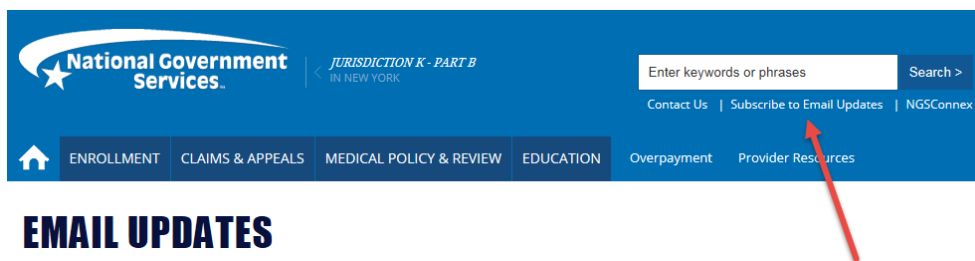 National Government
Services™
< JURISDICTION K - PART B
IN NEW YORK
Enter keywords or phrases
Search >
Contact Us | Subscribe to Email Updates | NGSConnex
ENROLLMENT CLAIMS & APPEALS MEDICAL POLICY & REVIEW EDUCATION Overpayment Provider Resources
EMAIL UPDATES